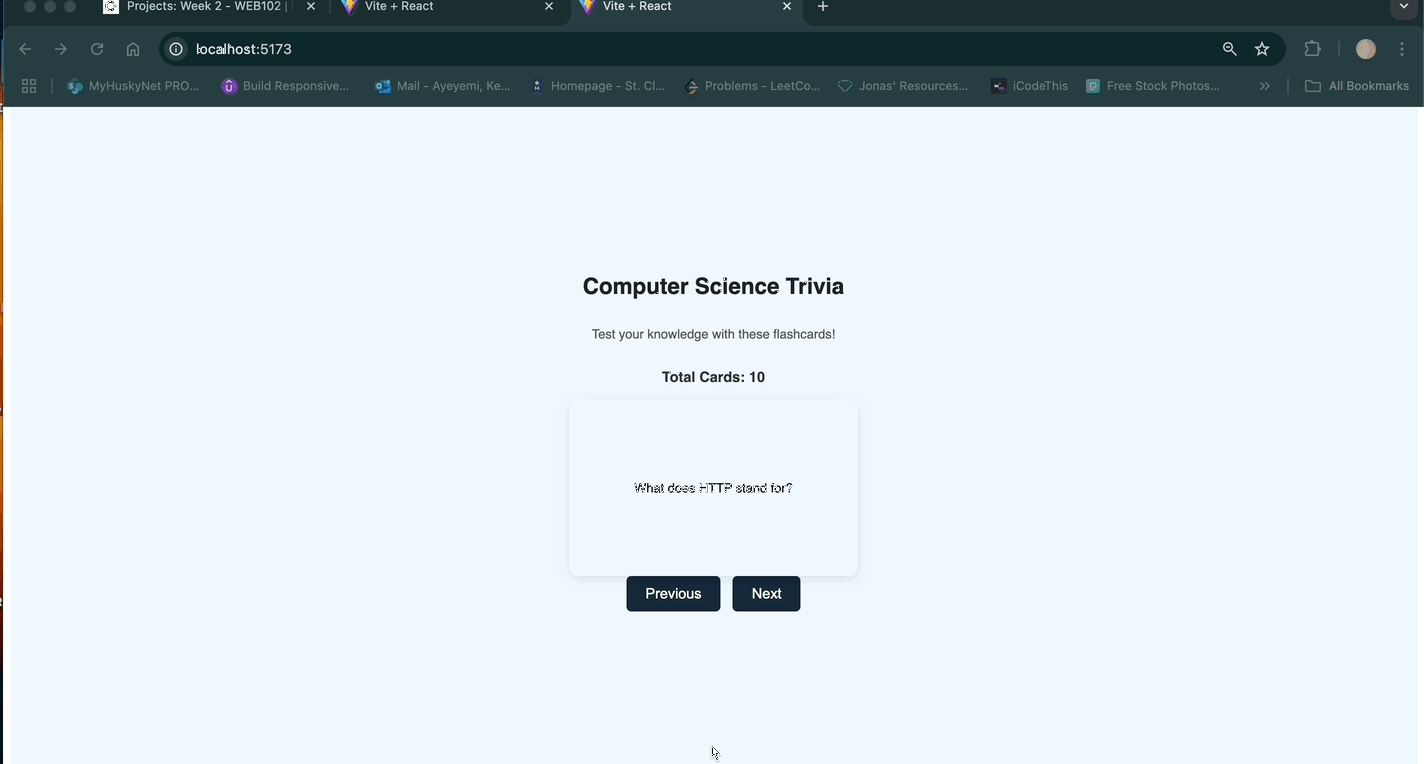 Projects: Week 2 - WEB102 |
Vite + React
Vite + React
localhost:5173
MyHuskyNet PRO...
Build Responsive...
Mail - Ayeyemi, Ke...
Homepage - St. Cl...
Problems - LeetCo...
Jonas' Resources...
iCodeThis
Free Stock Photos...
All Bookmarks
Computer Science Trivia
Test your knowledge with these flashcards!
Total Cards: 10
What does HTTP stand for?
Previous
Next